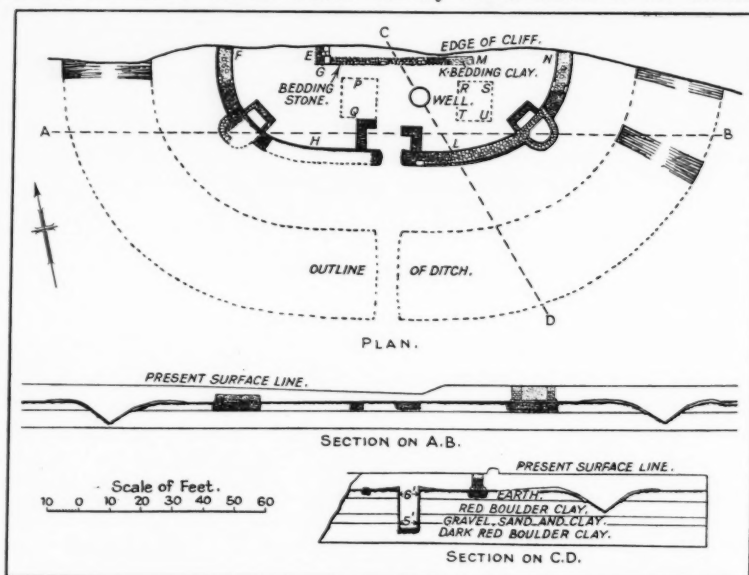 C
EDGE OF CLIFF.
F
E
G
M
N
K-BEDDING CLAY.
BEDDING
STONE.
P
Q
R S
T U
WELL.
A
H
L
B
OUTLINE
OF DITCH.
D
PLAN.
PRESENT SURFACE LINE.
SECTION ON A.B.
Scale of Feet.
10 0 10 20 30 40 50 60
PRESENT SURFACE LINE.
6'
EARTH.
RED BOULDER CLAY.
5'
GRAVEL, SAND AND CLAY.
DARK RED BOULDER CLAY.
SECTION ON C.D.